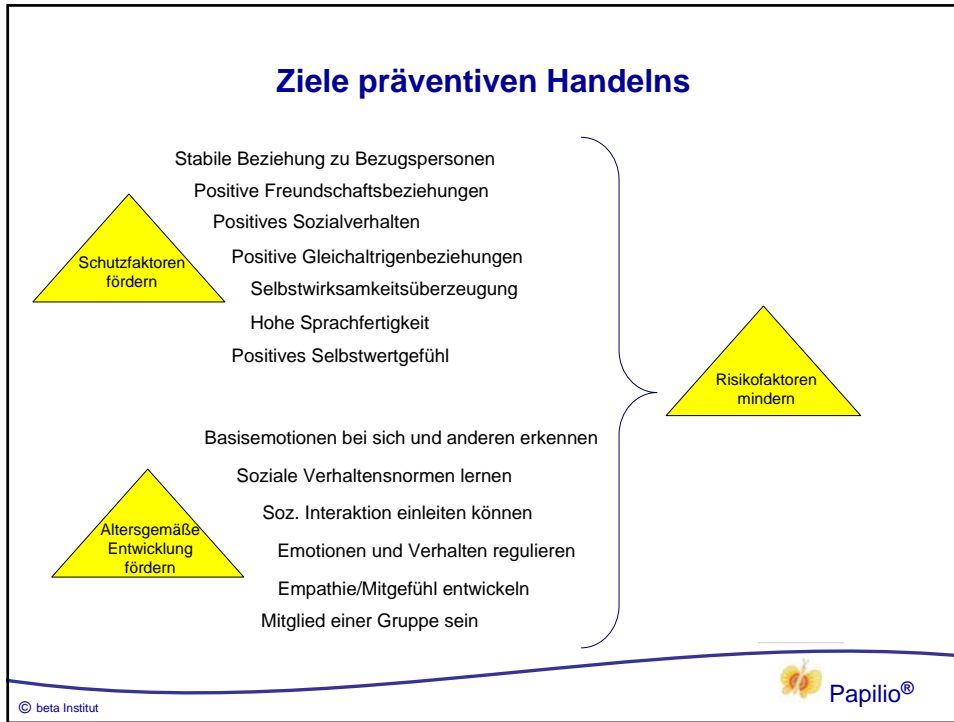 Ziele präventiven Handelns
Stabile Beziehung zu Bezugspersonen
Positive Freundschaftsbeziehungen
Positives Sozialverhalten
Positive Gleichaltrigenbeziehungen
Selbstwirksamkeitsüberzeugung
Hohe Sprachfertigkeit
Positives Selbstwertgefühl
Schutzfaktoren
fördern
Basisemotionen bei sich und anderen erkennen
Soziale Verhaltensnormen lernen
Soz. Interaktion einleiten können
Emotionen und Verhalten regulieren
Empathie/Mitgefühl entwickeln
Mitglied einer Gruppe sein
Altersgemäße
Entwicklung
fördern
Risikofaktoren
mindern
© beta Institut
Papilio®